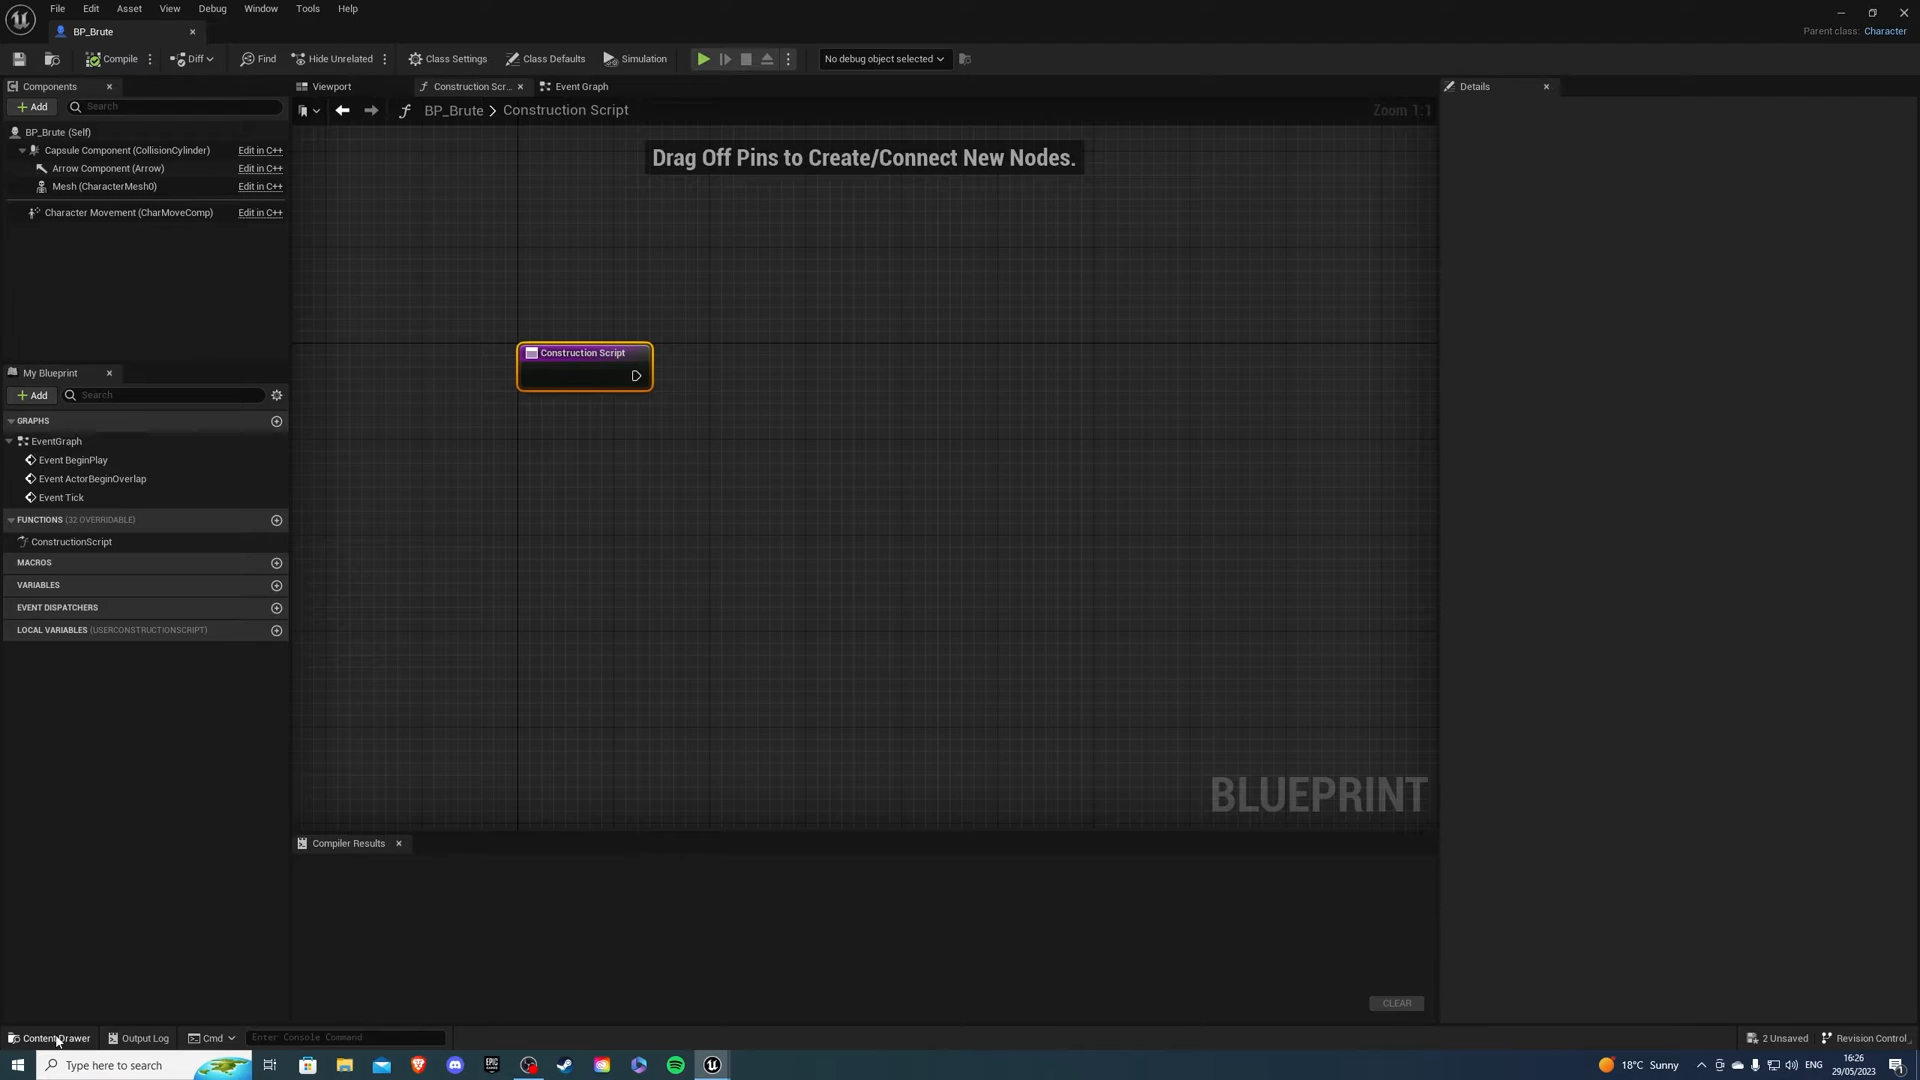 File Edit Asset View Debug Window Tools Help
BP_Brute
Parent class: Character
Compile Diff Find Hide Unrelated Class Settings Class Defaults Simulation No debug object selected
Components
Viewport Construction Scr... Event Graph
Details
Add Search
BP_Brute > Construction Script
Zoom 1:1
BP_Brute (Self)
Drag Off Pins to Create/Connect New Nodes.
Capsule Component (CollisionCylinder) Edit in C++
Arrow Component (Arrow) Edit in C++
Mesh (CharacterMesh0) Edit in C++
Character Movement (CharMoveComp) Edit in C++
Construction Script
My Blueprint
Add Search
GRAPHS
EventGraph
Event BeginPlay
Event ActorBeginOverlap
Event Tick
FUNCTIONS (32 OVERRIDABLE)
ConstructionScript
MACROS
VARIABLES
EVENT DISPATCHERS
LOCAL VARIABLES (USERCONSTRUCTIONSCRIPT)
BLUEPRINT
Compiler Results
CLEAR
Content Drawer Output Log Cmd Enter Console Command
2 Unsaved Revision Control
Type here to search
EPIC GAMES
18°C Sunny
ENG
16:26
29/05/2023
1